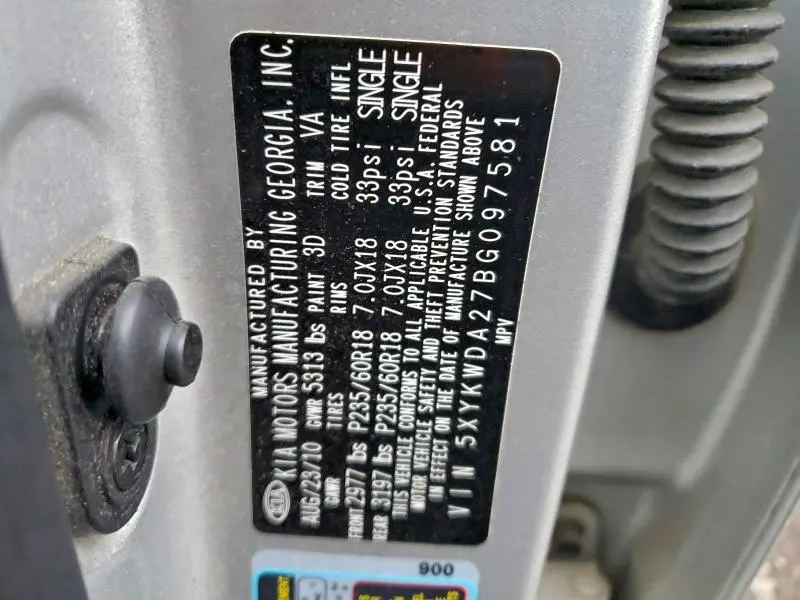 MANUFACTURED BY
KIA KIA MOTORS MANUFACTURING GEORGIA, INC.
AUG/23/10 GVWR 5313 lbs PAINT 3D TRIM VA
GAWR TIRES RIMS COLD TIRE INFL
FRONT 2977 lbs P235/60R18 7.0JX18 33psi SINGLE
REAR 3197 lbs P235/60R18 7.0JX18 33psi SINGLE
THIS VEHICLE CONFORMS TO ALL APPLICABLE U.S.A. FEDERAL
MOTOR VEHICLE SAFETY AND THEFT PREVENTION STANDARDS
IN EFFECT ON THE DATE OF MANUFACTURE SHOWN ABOVE
VIN 5XYKWDA27BG097581
MPV
900